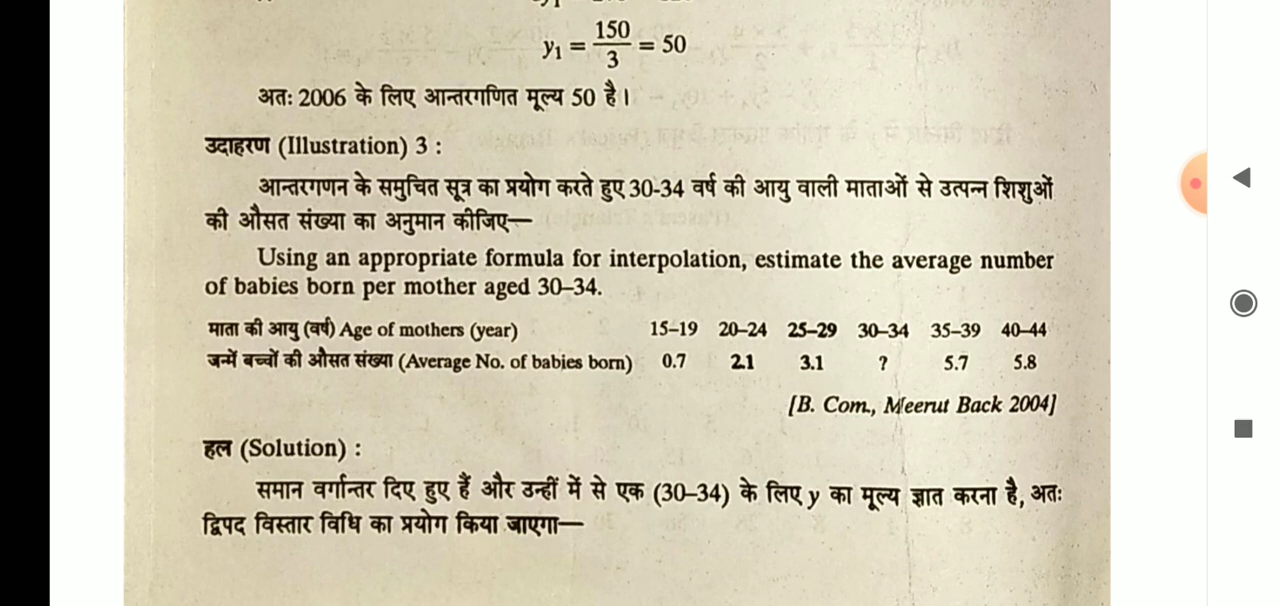 y₁ = 150/3 = 50
अतः 2006 के लिए आन्तरगणित मूल्य 50 है।
उदाहरण (Illustration) 3 :
आन्तरगणन के समुचित सूत्र का प्रयोग करते हुए 30-34 वर्ष की आयु वाली माताओं से उत्पन्न शिशुओं
की औसत संख्या का अनुमान कीजिए—
Using an appropriate formula for interpolation, estimate the average number
of babies born per mother aged 30–34.
माता की आयु (वर्ष) Age of mothers (year) 15–19 20–24 25–29 30–34 35–39 40–44
जन्में बच्चों की औसत संख्या (Average No. of babies born) 0.7 2.1 3.1 ? 5.7 5.8
[B. Com., Meerut Back 2004]
हल (Solution) :
समान वर्गान्तर दिए हुए हैं और उन्हीं में से एक (30–34) के लिए y का मूल्य ज्ञात करना है, अतः
द्विपद विस्तार विधि का प्रयोग किया जाएगा—